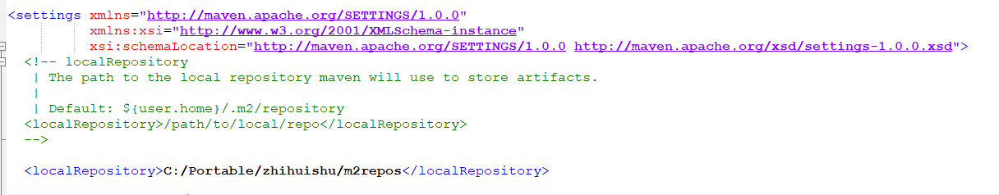 <settings xmlns="http://maven.apache.org/SETTINGS/1.0.0"
xmlns:xsi="http://www.w3.org/2001/XMLSchema-instance"
xsi:schemaLocation="http://maven.apache.org/SETTINGS/1.0.0 http://maven.apache.org/xsd/settings-1.0.0.xsd">
<!-- localRepository
| The path to the local repository maven will use to store artifacts.
|
| Default: ${user.home}/.m2/repository
<localRepository>/path/to/local/repo</localRepository>
-->
<localRepository>C:/Portable/zhihuishu/m2repos</localRepository>